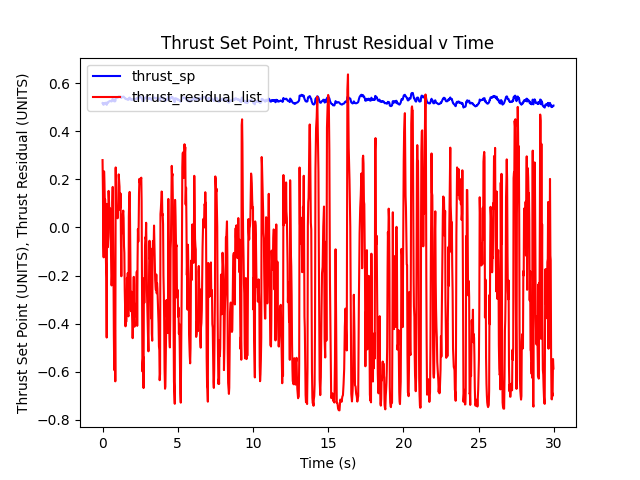 Thrust Set Point, Thrust Residual v Time
thrust_sp
thrust_residual_list
Thrust Set Point (UNITS), Thrust Residual (UNITS)
0.6
0.4
0.2
0.0
−0.2
−0.4
−0.6
−0.8
0 5 10 15 20 25 30
Time (s)